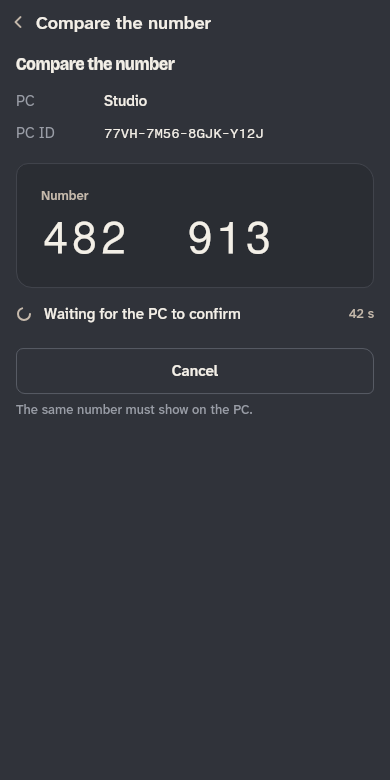 Compare the number
Compare the number
PC Studio
PC ID 77VH-7M56-8GJK-Y12J
Number
482 913
Waiting for the PC to confirm 42 s
Cancel
The same number must show on the PC.